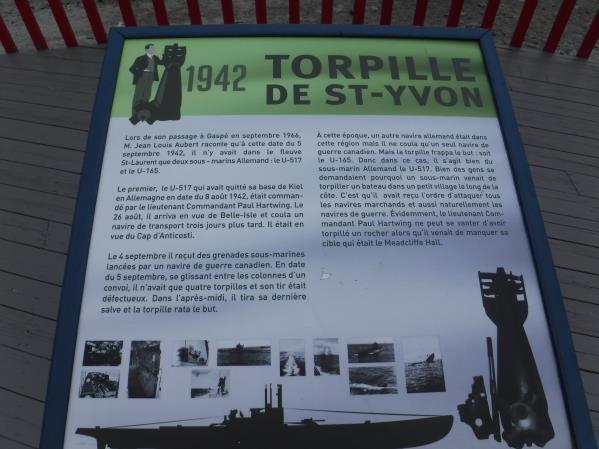 1942
TORPILLE
DE ST-YVON
Lors de son passage à Gaspé en septembre 1966,
M. Jean Louis Aubert raconte qu'à cette date du 5
septembre 1942, il n'y avait dans le fleuve
St-Laurent que deux sous - marins Allemand : le U-517
et le U-165.
Le premier, le U-517 qui avait quitté sa base de Kiel
en Allemagne en date du 8 août 1942, était comman-
dé par le lieutenant Commandant Paul Hartwing. Le
26 août, il arriva en vue de Belle-Isle et coula un
navire de transport trois jours plus tard. Il était en
vue du Cap d'Anticosti.
Le 4 septembre il reçut des grenades sous-marines
lancées par un navire de guerre canadien. En date
du 5 septembre, se glissant entre les colonnes d'un
convoi, il n'avait que quatre torpilles et son tir était
défectueux. Dans l'après-midi, il tira sa dernière
salve et la torpille rata le but.
À cette époque, un autre navire allemand était dans
cette région mais il ne coula qu'un seul navire de
guerre canadien. Mais la torpille trappa le but : soit
le U-165. Donc dans ce cas, il s'agit bien du
sous-marin Allemand le U-517. Bien des gens se
demandaient pourquoi un sous-marin venait de
torpiller un bateau dans un petit village le long de la
côte. C'est qu'il avait reçu l'ordre d'attaquer tous
les navires marchands et aussi naturellement les
navires de guerre. Évidemment, le lieutenant Com-
mandant Paul Hartwing ne peut se vanter d'avoir
torpillé un rocher alors qu'il venait de manquer sa
cible qui était le Meadcliffe Hall.